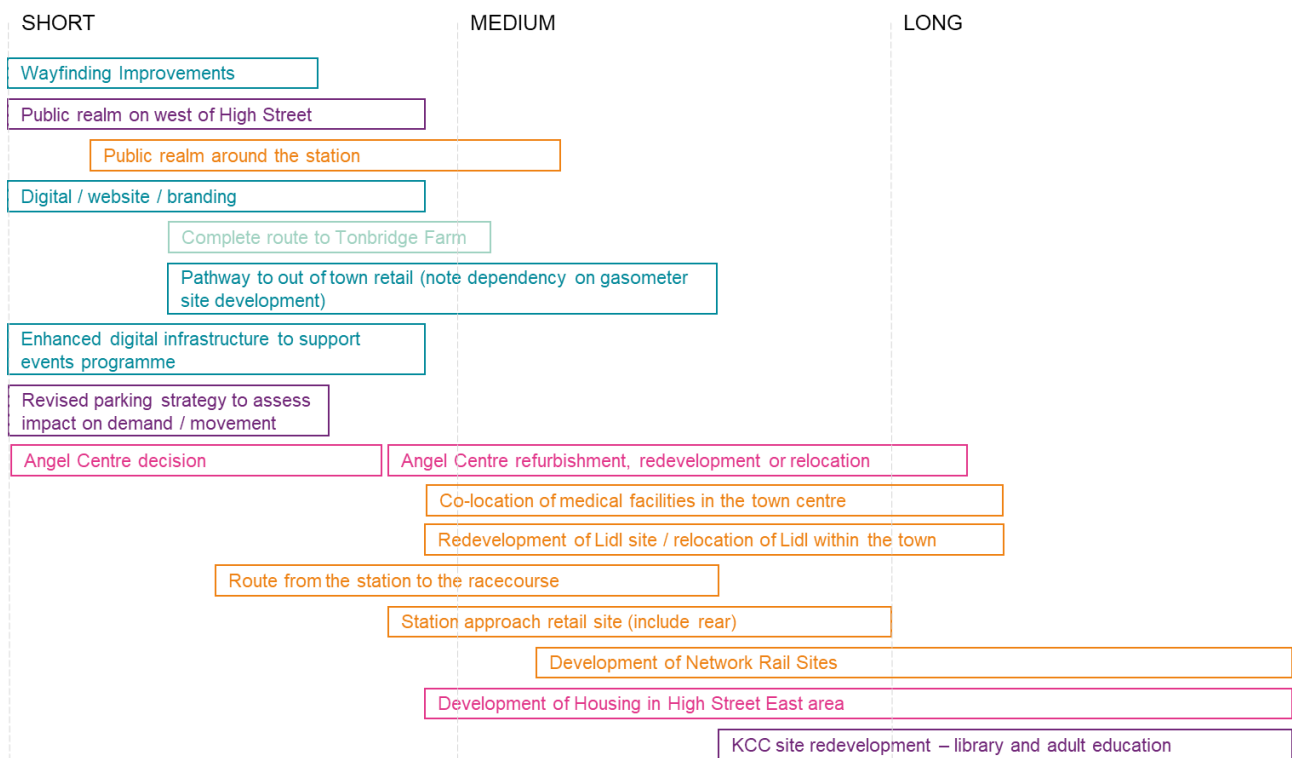 SHORT MEDIUM LONG
Wayfinding Improvements
Public realm on west of High Street
Public realm around the station
Digital / website / branding
Complete route to Tonbridge Farm
Pathway to out of town retail (note dependency on gasometer
site development)
Enhanced digital infrastructure to support
events programme
Revised parking strategy to assess
impact on demand / movement
Angel Centre decision
Angel Centre refurbishment, redevelopment or relocation
Co-location of medical facilities in the town centre
Redevelopment of Lidl site / relocation of Lidl within the town
Route from the station to the racecourse
Station approach retail site (include rear)
Development of Network Rail Sites
Development of Housing in High Street East area
KCC site redevelopment – library and adult education